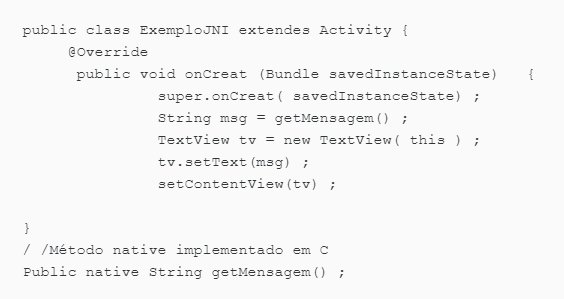 public class ExemploJNI extendes Activity {
@Override
public void onCreat (Bundle savedInstanceState) {
super.onCreat( savedInstanceState) ;
String msg = getMensagem() ;
TextView tv = new TextView( this ) ;
tv.setText(msg) ;
setContentView(tv) ;
}
/ /Método native implementado em C
Public native String getMensagem() ;